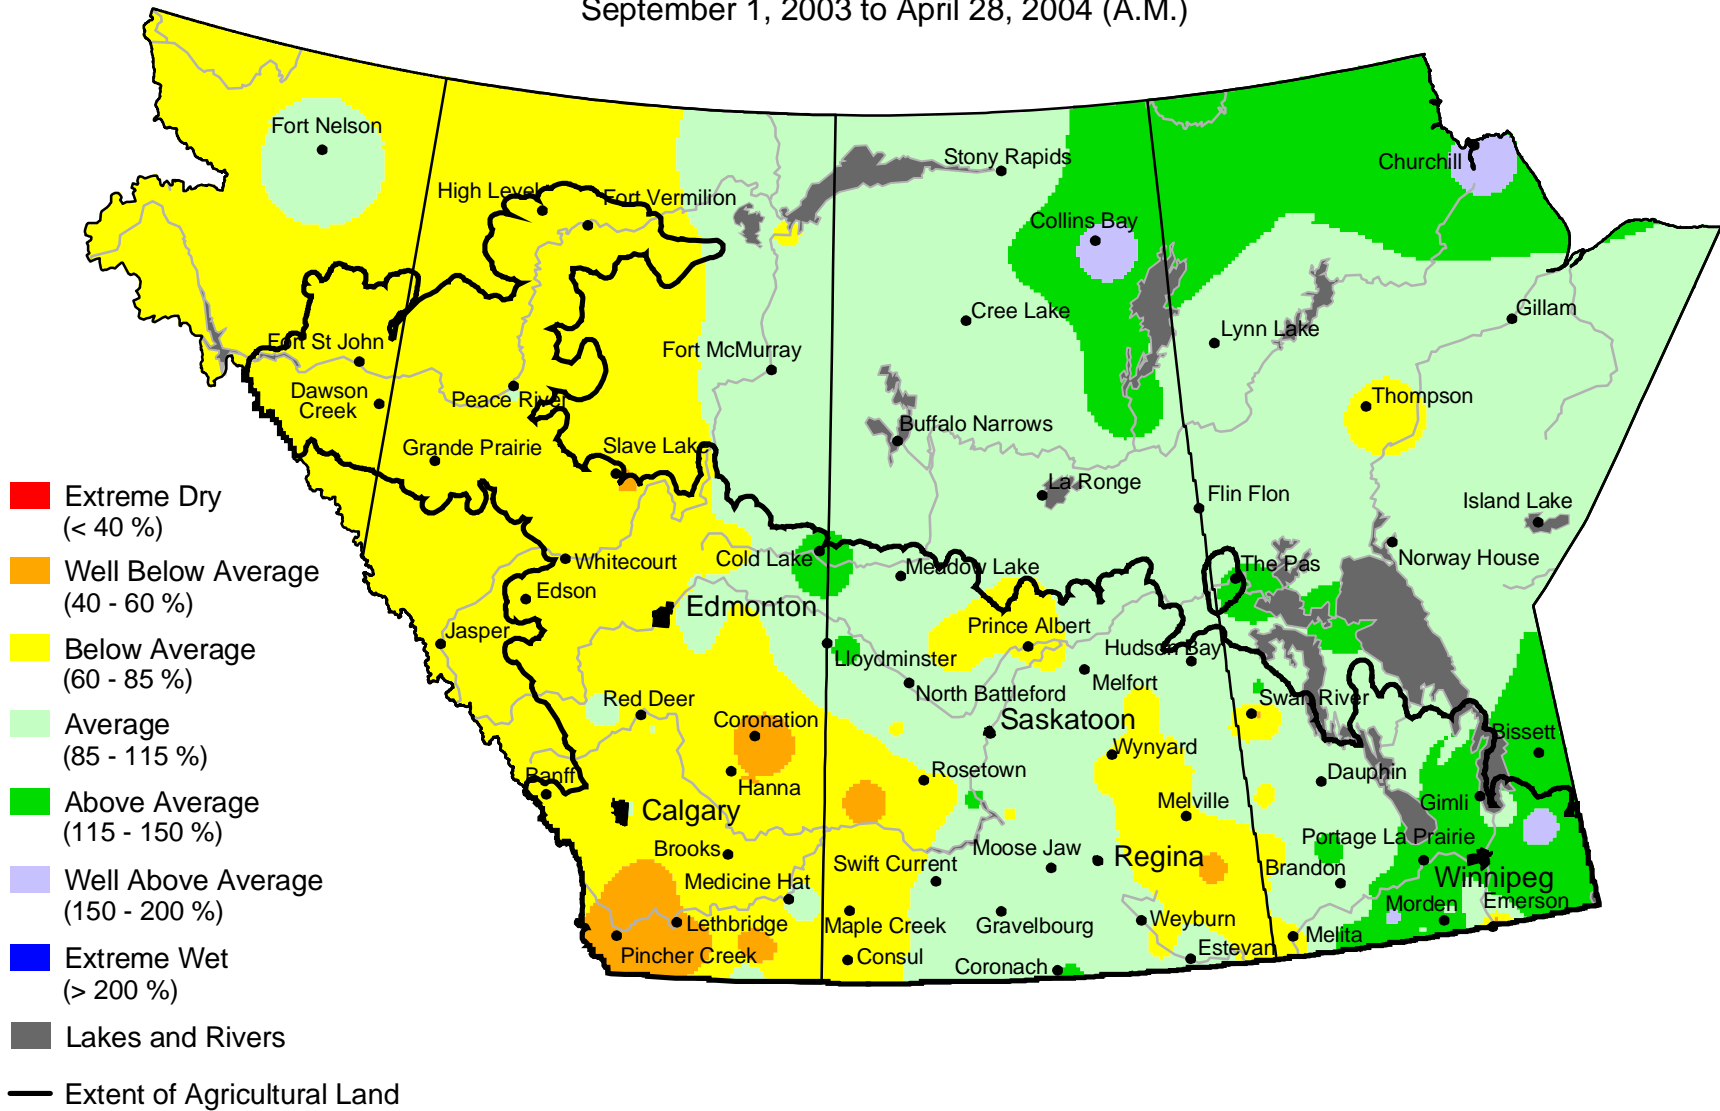 September 1, 2003 to April 28, 2004 (A.M.)
Fort Nelson
Stony Rapids
Churchill
High Level
Fort Vermilion
Collins Bay
Cree Lake
Gillam
Lynn Lake
Fort St John
Fort McMurray
Dawson
Creek
Peace River
Thompson
Buffalo Narrows
Grande Prairie
Slave Lake
La Ronge
Flin Flon
Island Lake
Whitecourt
Cold Lake
Meadow Lake
The Pas
Norway House
Edson
Edmonton
Jasper
Prince Albert
Hudson Bay
Lloydminster
Melfort
North Battleford
Red Deer
Coronation
Saskatoon
Swan River
Bissett
Wynyard
Banff
Hanna
Rosetown
Dauphin
Calgary
Melville
Gimli
Brooks
Moose Jaw
Regina
Portage La Prairie
Medicine Hat
Swift Current
Brandon
Winnipeg
Lethbridge
Maple Creek
Gravelbourg
Weyburn
Morden
Emerson
Pincher Creek
Consul
Coronach
Estevan
Melita
Extreme Dry
(< 40 %)
Well Below Average
(40 - 60 %)
Below Average
(60 - 85 %)
Average
(85 - 115 %)
Above Average
(115 - 150 %)
Well Above Average
(150 - 200 %)
Extreme Wet
(> 200 %)
Lakes and Rivers
Extent of Agricultural Land